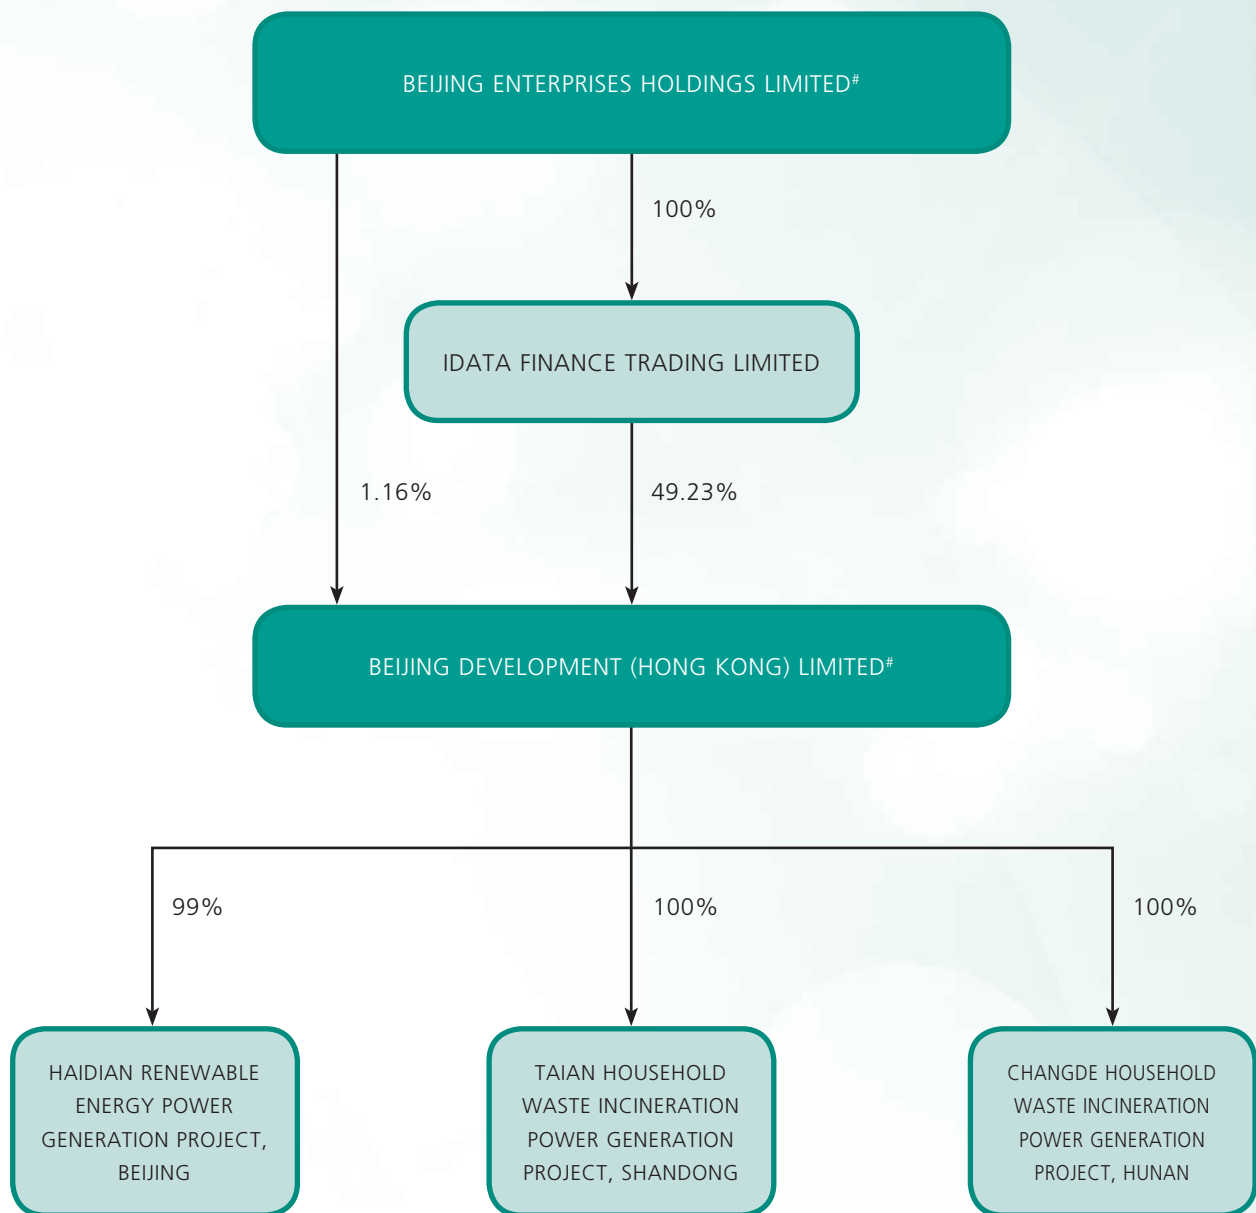 BEIJING ENTERPRISES HOLDINGS LIMITED#
100%
IDATA FINANCE TRADING LIMITED
1.16%
49.23%
BEIJING DEVELOPMENT (HONG KONG) LIMITED#
99%
100%
100%
HAIDIAN RENEWABLE
ENERGY POWER
GENERATION PROJECT,
BEIJING
TAIAN HOUSEHOLD
WASTE INCINERATION
POWER GENERATION
PROJECT, SHANDONG
CHANGDE HOUSEHOLD
WASTE INCINERATION
POWER GENERATION
PROJECT, HUNAN